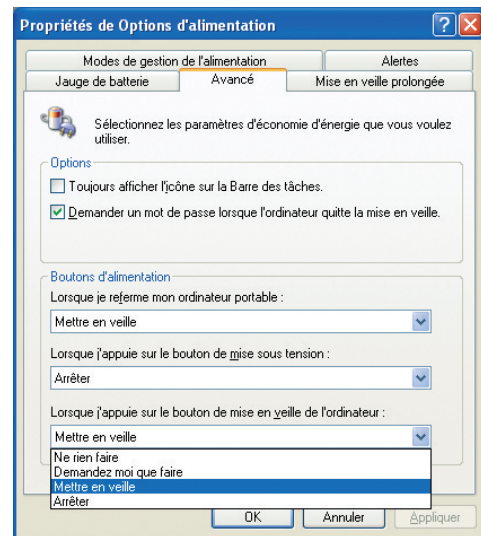 Propriétés de Options d'alimentation
Modes de gestion de l'alimentation
Alertes
Jauge de batterie
Avancé
Mise en veille prolongée
Sélectionnez les paramètres d'économie d'énergie que vous voulez
utiliser.
Options
Toujours afficher l'icône sur la Barre des tâches.
Demander un mot de passe lorsque l'ordinateur quitte la mise en veille.
Boutons d'alimentation
Lorsque je referme mon ordinateur portable :
Mettre en veille
Lorsque j'appuie sur le bouton de mise sous tension :
Arrêter
Lorsque j'appuie sur le bouton de mise en veille de l'ordinateur :
Mettre en veille
Ne rien faire
Demandez moi que faire
Mettre en veille
Arrêter
OK
Annuler
Appliquer